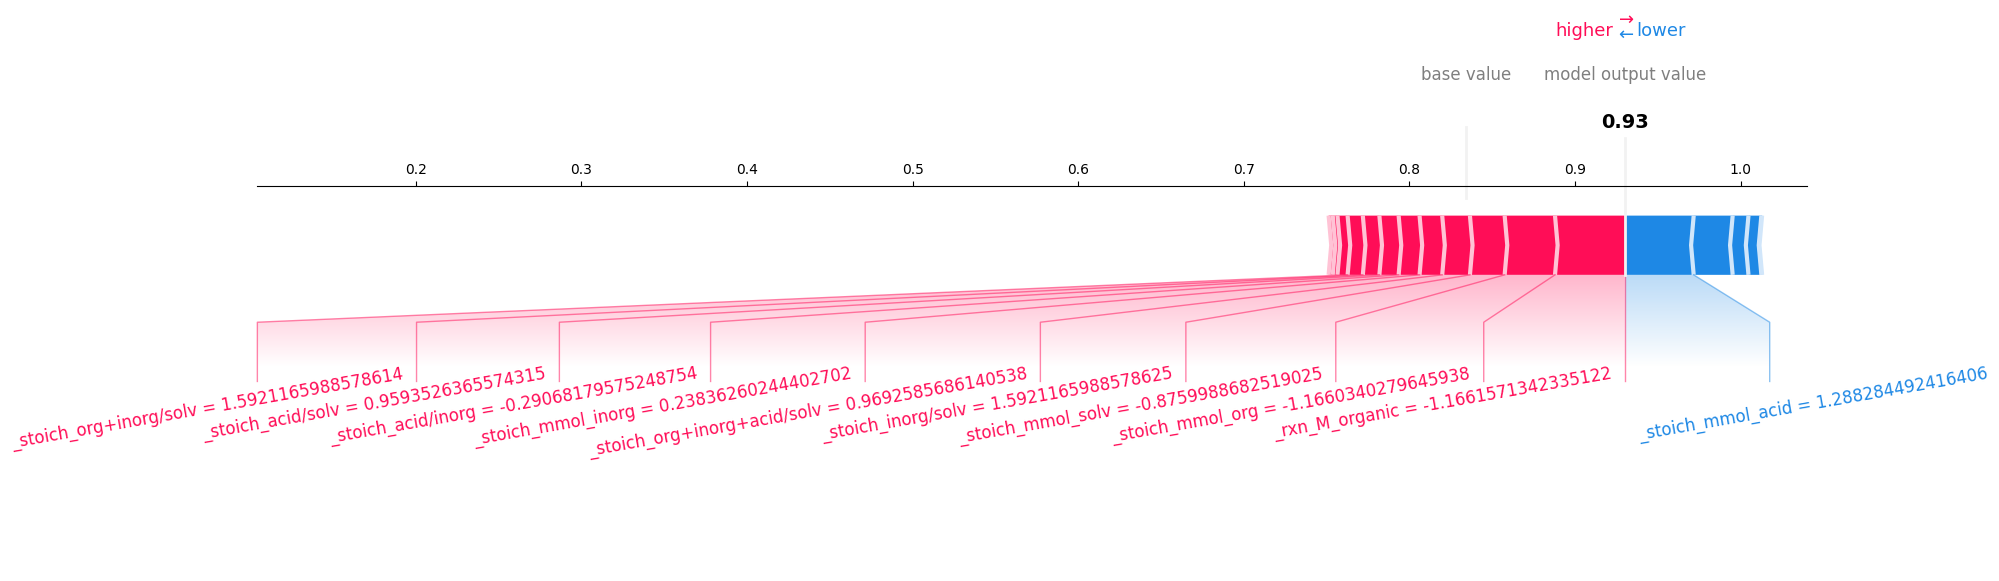 higher → ← lower
base value model output value
0.93
0.2 0.3 0.4 0.5 0.6 0.7 0.8 0.9 1.0
_stoich_org+inorg/solv = 1.5921165988578614
_stoich_acid/solv = 0.9593526365574315
_stoich_acid/inorg = -0.29068179575248754
_stoich_mmol_inorg = 0.23836260244402702
_stoich_org+inorg+acid/solv = 0.9692585686140538
_stoich_inorg/solv = 1.5921165988578625
_stoich_mmol_solv = -0.8759988682519025
_stoich_mmol_org = -1.1660340279645938
_rxn_M_organic = -1.1661571342335122
_stoich_mmol_acid = 1.2882844924164​06